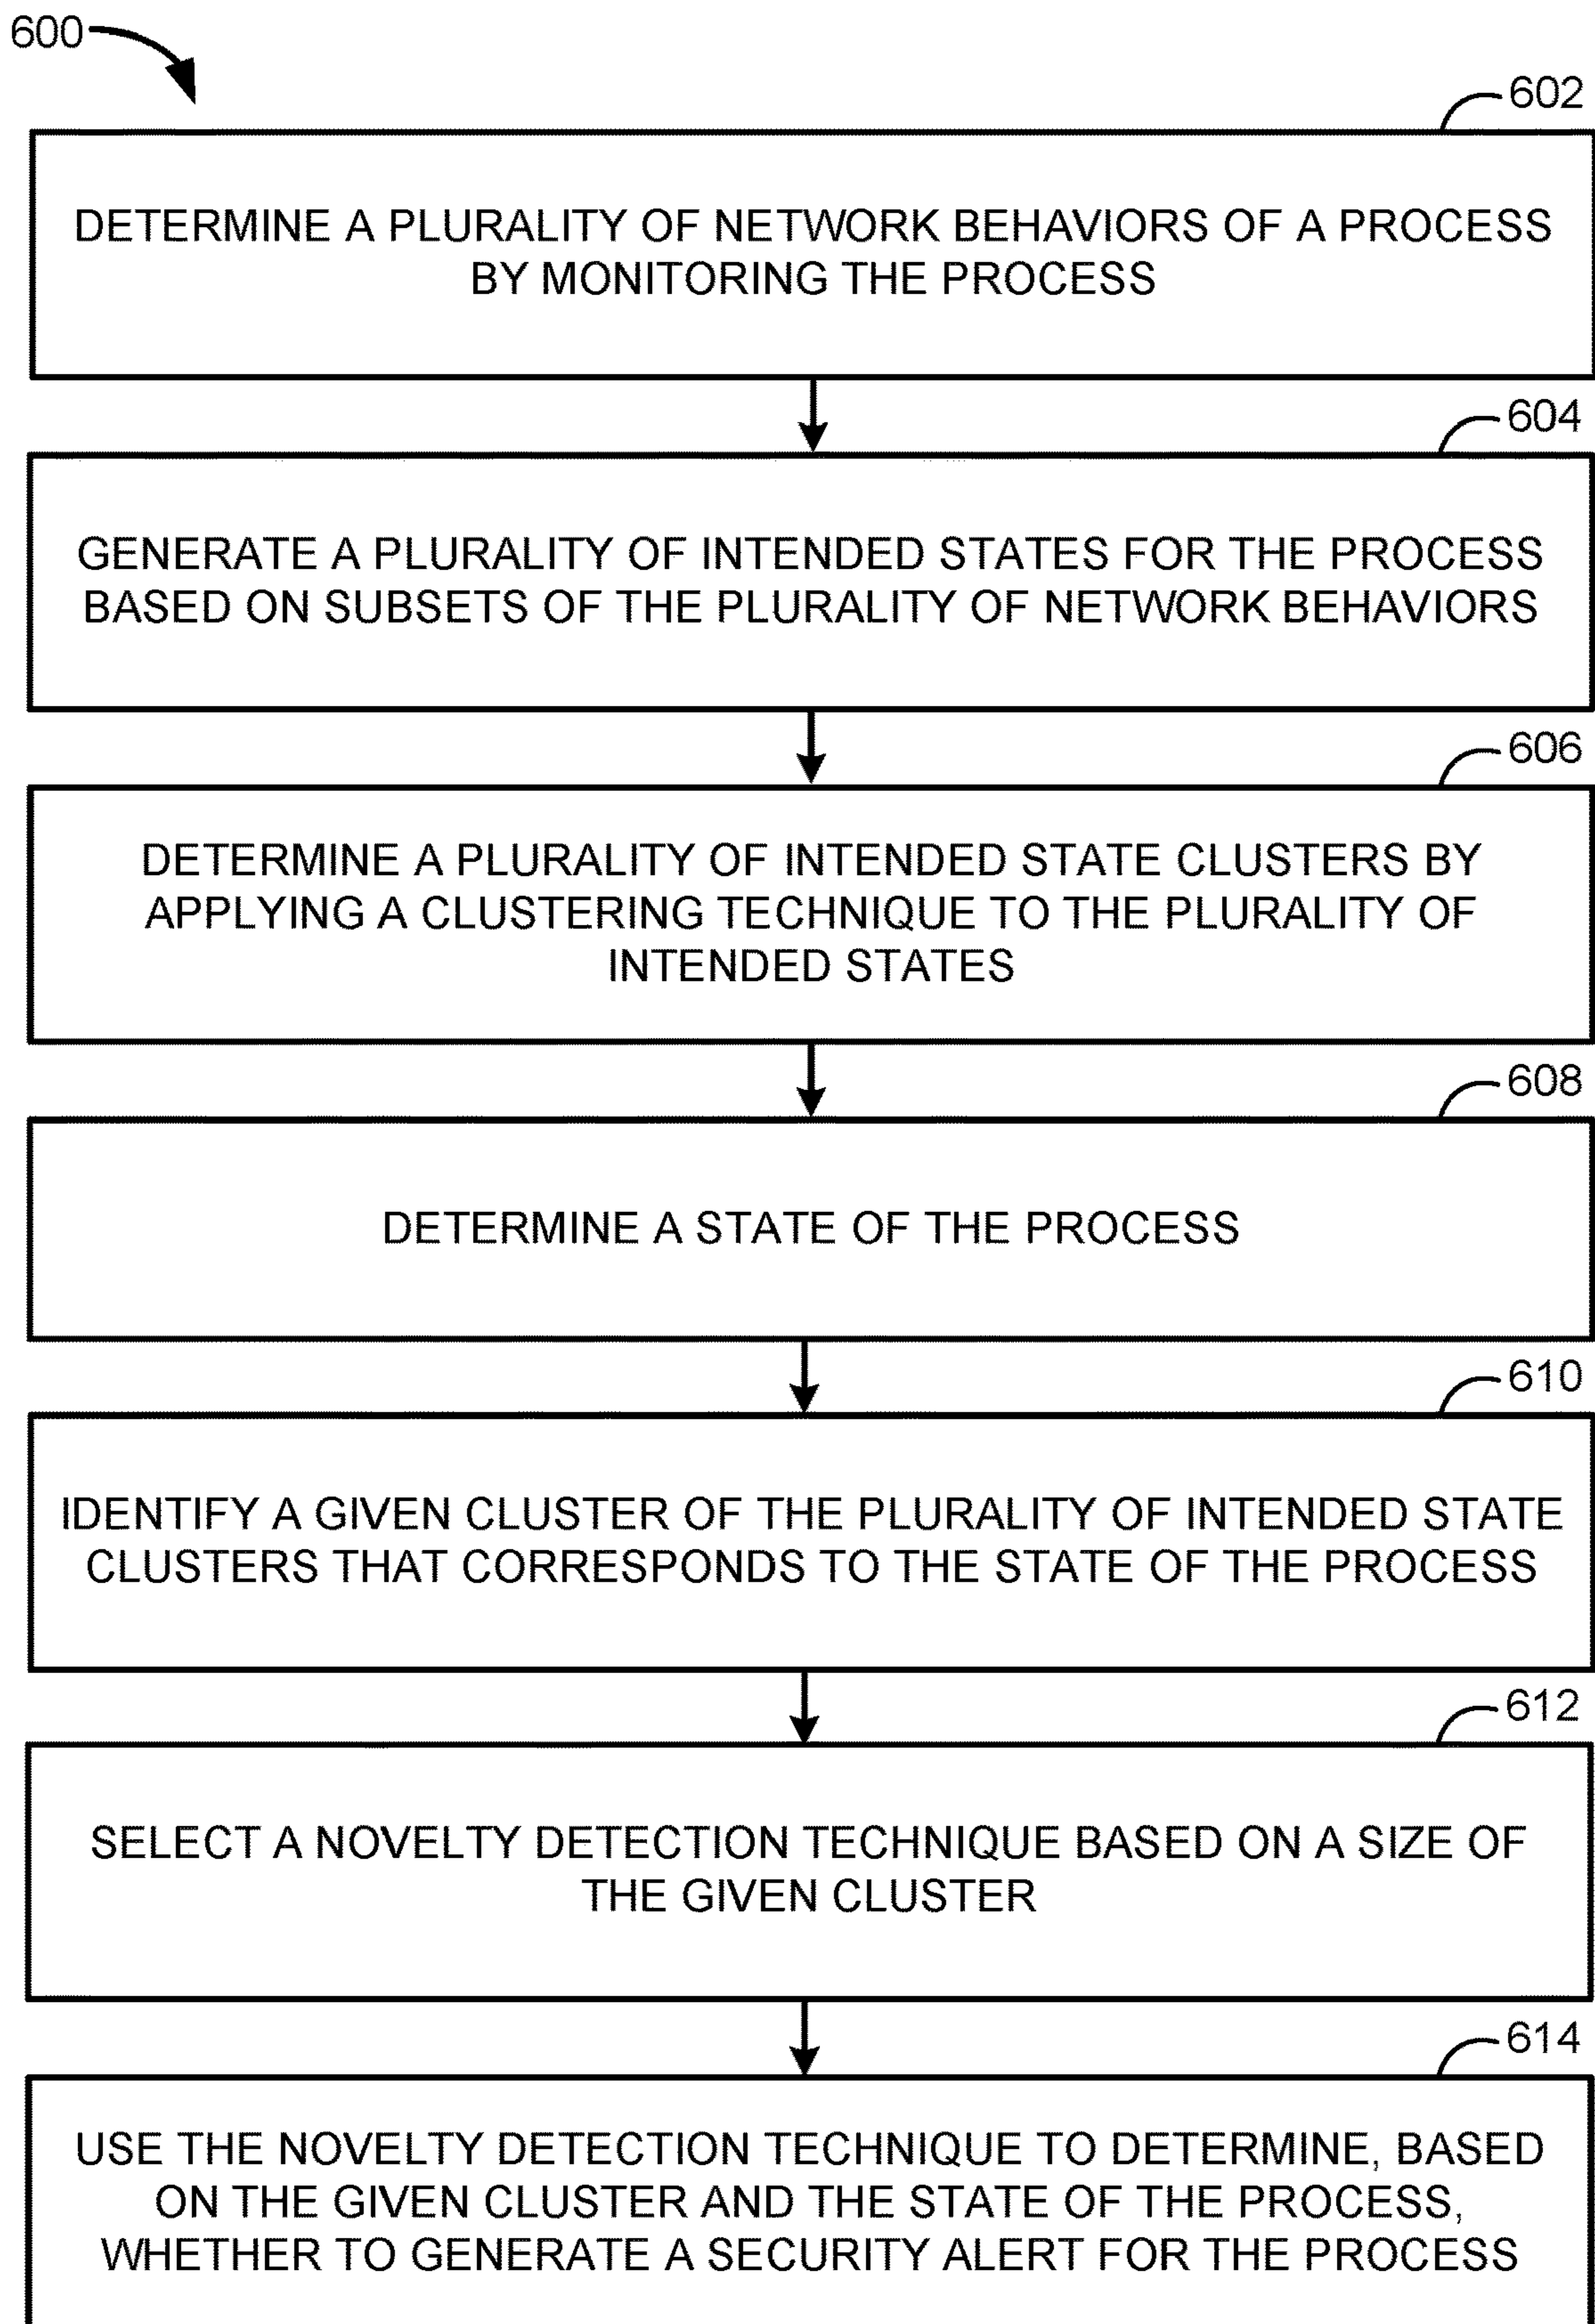 600
602
DETERMINE A PLURALITY OF NETWORK BEHAVIORS OF A PROCESS
BY MONITORING THE PROCESS
604
GENERATE A PLURALITY OF INTENDED STATES FOR THE PROCESS
BASED ON SUBSETS OF THE PLURALITY OF NETWORK BEHAVIORS
606
DETERMINE A PLURALITY OF INTENDED STATE CLUSTERS BY
APPLYING A CLUSTERING TECHNIQUE TO THE PLURALITY OF
INTENDED STATES
608
DETERMINE A STATE OF THE PROCESS
610
IDENTIFY A GIVEN CLUSTER OF THE PLURALITY OF INTENDED STATE
CLUSTERS THAT CORRESPONDS TO THE STATE OF THE PROCESS
612
SELECT A NOVELTY DETECTION TECHNIQUE BASED ON A SIZE OF
THE GIVEN CLUSTER
614
USE THE NOVELTY DETECTION TECHNIQUE TO DETERMINE, BASED
ON THE GIVEN CLUSTER AND THE STATE OF THE PROCESS,
WHETHER TO GENERATE A SECURITY ALERT FOR THE PROCESS